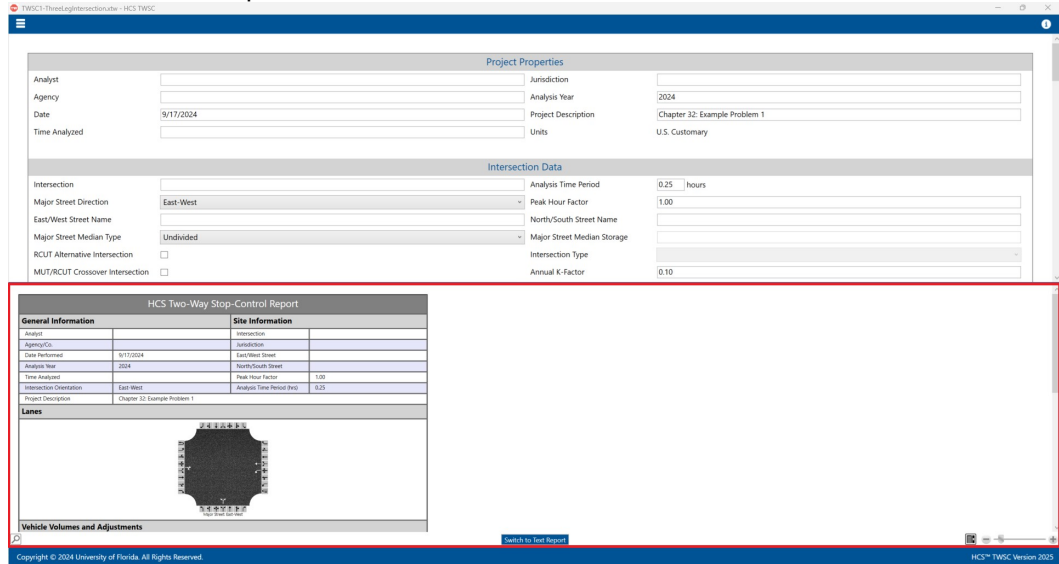 TWSC1-ThreeLegIntersection.xtw - HCS TWSC
Project Properties
Analyst Jurisdiction
Agency Analysis Year 2024
Date 9/17/2024 Project Description Chapter 32: Example Problem 1
Time Analyzed Units U.S. Customary
Intersection Data
Intersection Analysis Time Period 0.25 hours
Major Street Direction East-West Peak Hour Factor 1.00
East/West Street Name North/South Street Name
Major Street Median Type Undivided Major Street Median Storage
RCUT Alternative Intersection Intersection Type
MUT/RCUT Crossover Intersection Annual K-Factor 0.10
HCS Two-Way Stop-Control Report
General Information Site Information
Analyst Intersection
Agency/Co. Jurisdiction
Date Performed 9/17/2024 East/West Street
Analysis Year 2024 North/South Street
Time Analyzed Peak Hour Factor 1.00
Intersection Orientation East-West Analysis Time Period (hrs) 0.25
Project Description Chapter 32: Example Problem 1
Lanes
Major Street: East-West
Vehicle Volumes and Adjustments
Switch to Text Report
Copyright © 2024 University of Florida. All Rights Reserved. HCS™ TWSC Version 2025